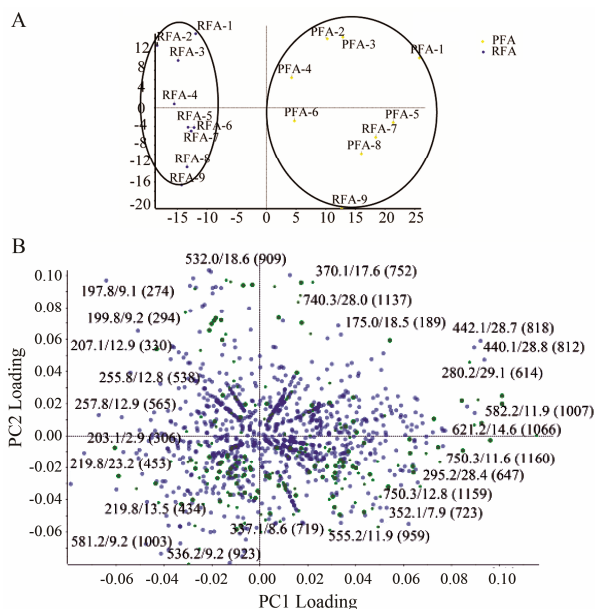 A
PFA
RFA
RFA-1
RFA-2
RFA-3
RFA-4
RFA-5
RFA-6
RFA-7
RFA-8
RFA-9
PFA-2
PFA-3
PFA-1
PFA-4
PFA-6
PFA-5
RFA-7
PFA-8
RFA-9
12
8
4
0
-4
-8
-12
-16
-20
-15 -10 -5 0 5 10 15 20 25
B
532.0/18.6 (909)
370.1/17.6 (752)
197.8/9.1 (274)
740.3/28.0 (1137)
199.8/9.2 (294)
175.0/18.5 (189)
442.1/28.7 (818)
207.1/12.9 (330)
440.1/28.8 (812)
255.8/12.8 (538)
280.2/29.1 (614)
257.8/12.9 (565)
582.2/11.9 (1007)
203.1/2.9 (306)
621.2/14.6 (1066)
219.8/23.2 (453)
750.3/11.6 (1160)
295.2/28.4 (647)
219.8/13.5 (434)
750.3/12.8 (1159)
352.1/7.9 (723)
337.1/8.6 (719)
555.2/11.9 (959)
581.2/9.2 (1003)
536.2/9.2 (923)
0.10
0.08
0.06
0.04
0.02
0.00
-0.02
-0.04
-0.06
PC2 Loading
-0.06 -0.04 -0.02 0.00 0.02 0.04 0.06 0.08 0.10
PC1 Loading